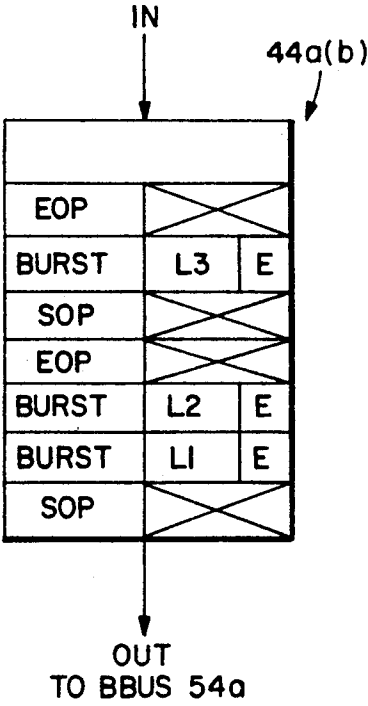 IN
44a(b)
EOP
BURST L3 E
SOP
EOP
BURST L2 E
BURST L1 E
SOP
OUT
TO BBUS 54a